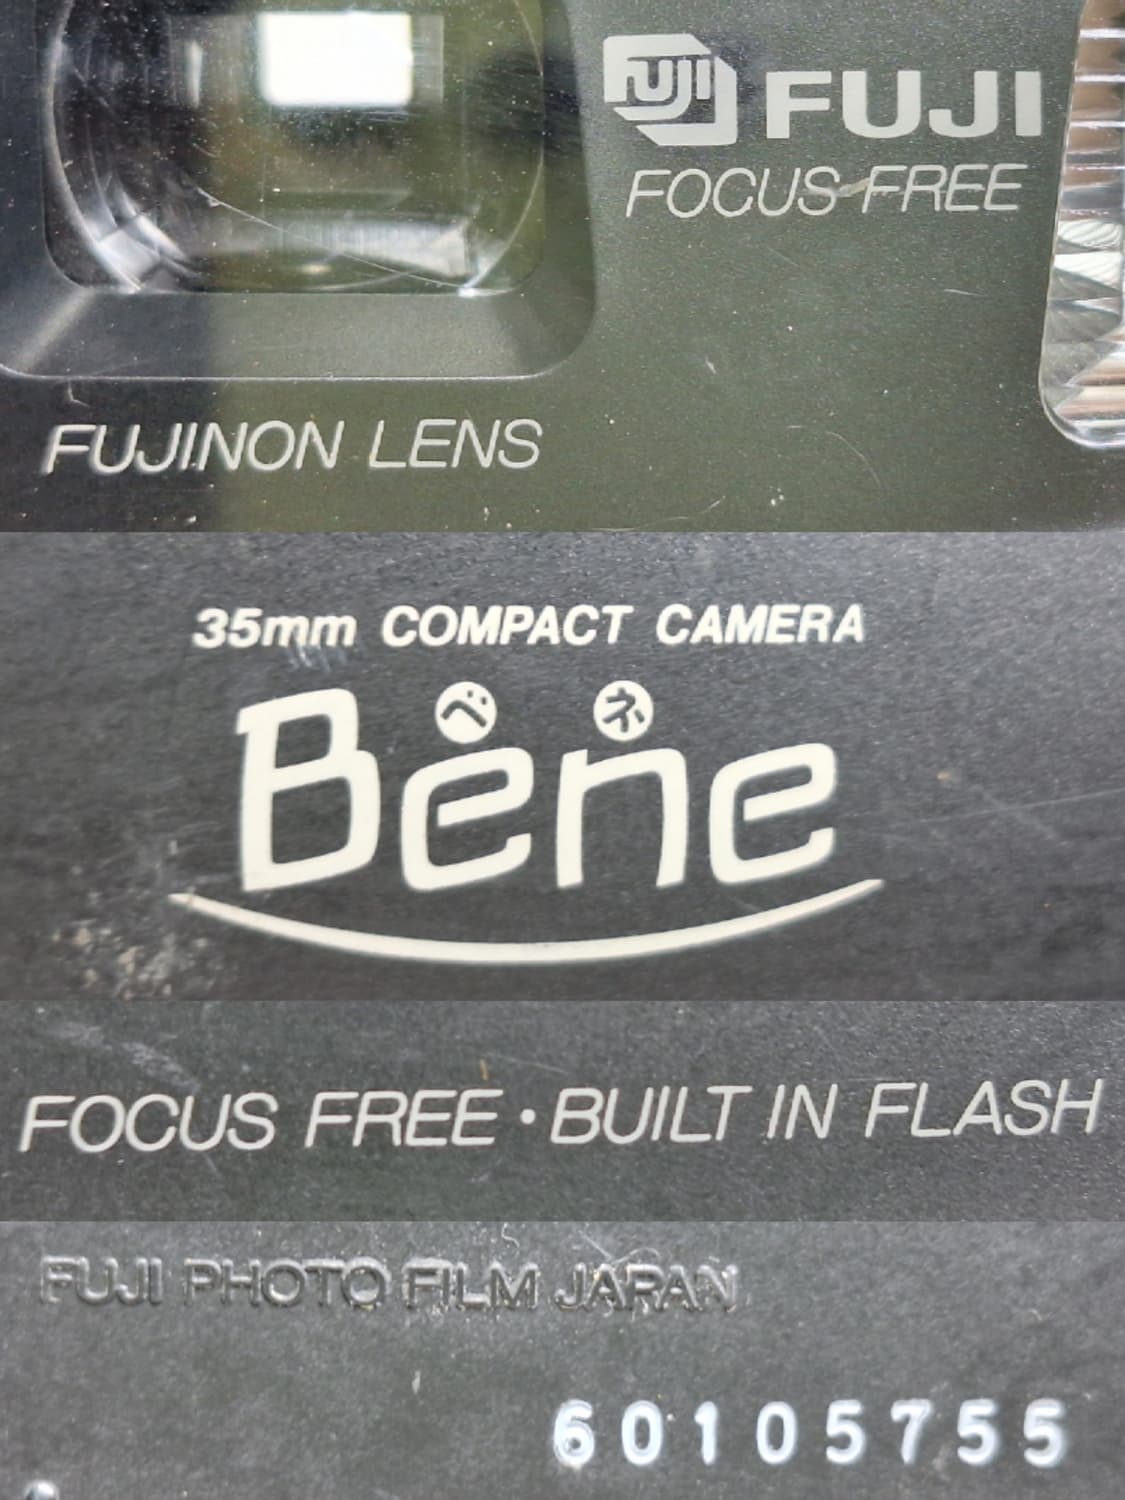 FUJI FUJI
FOCUS-FREE
FUJINON LENS
35mm COMPACT CAMERA
ベ ネ
Bene
FOCUS FREE・BUILT IN FLASH
FUJI PHOTO FILM JAPAN
60105755